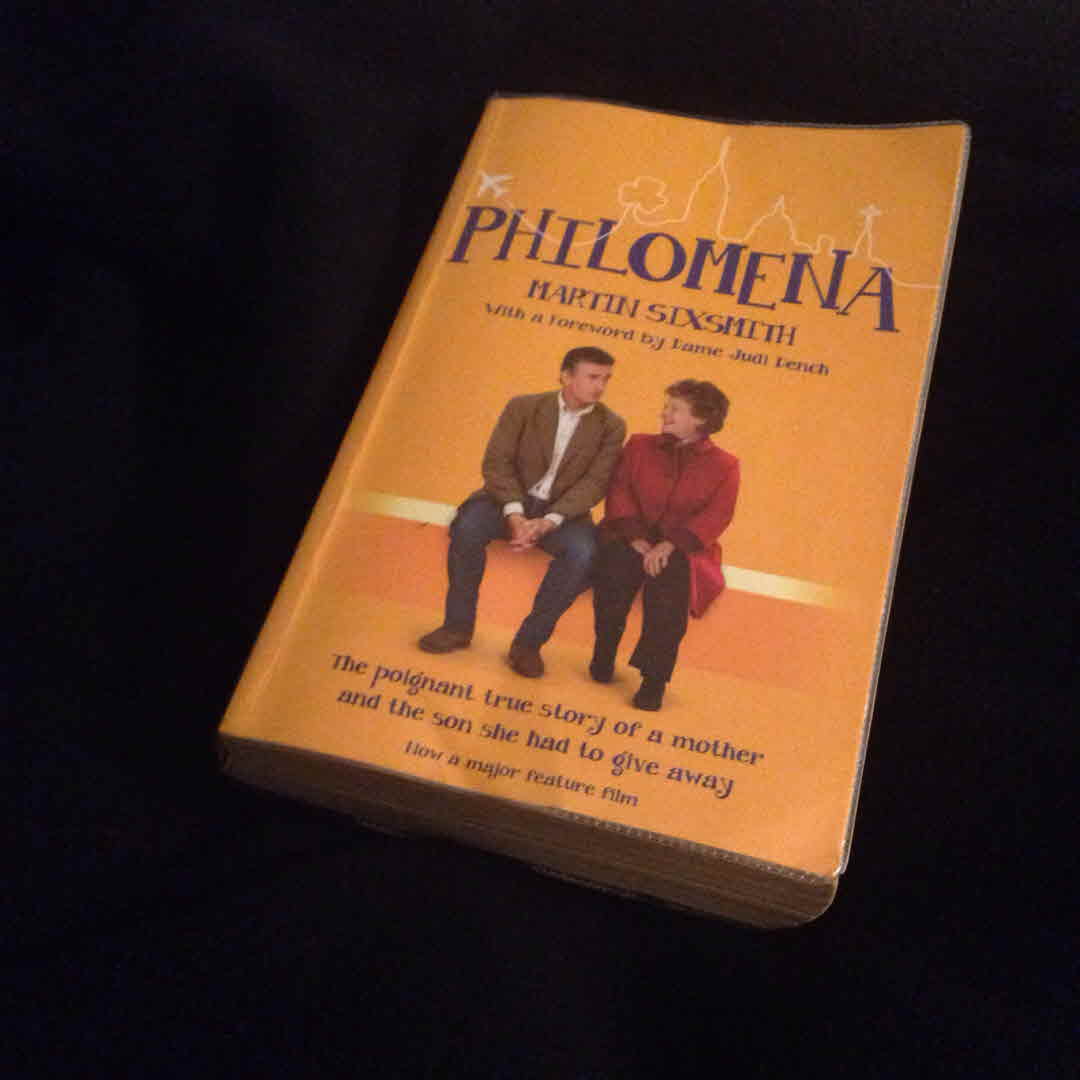 PHILOMENA
MARTIN SIXSMITH
With a Foreword by Dame Judi Dench
The poignant true story of a mother
and the son she had to give away
Now a major feature film